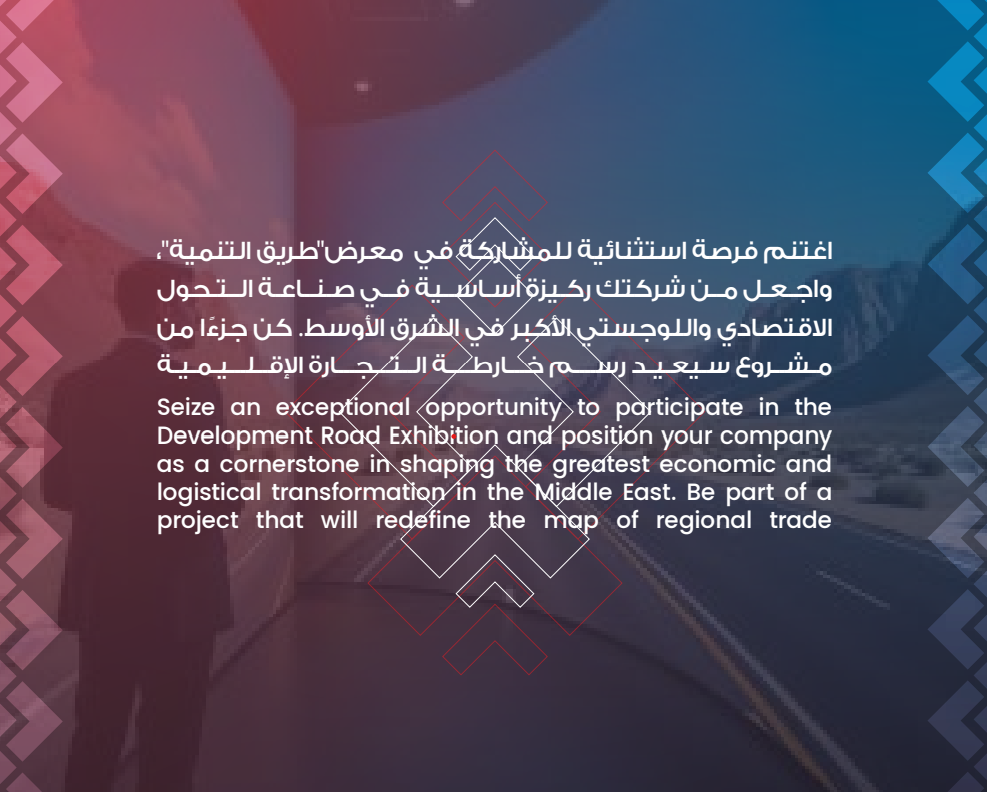 اغتنم فرصة استثنائية للمشاركة في معرض"طريق التنمية"،
واجعل من شركتك ركيزة أساسية في صناعة التحول
الاقتصادي واللوجستي الأكبر في الشرق الأوسط. كن جزءًا من
مشروع سيعيد رسم خارطة التجارة الإقليمية
Seize an exceptional opportunity to participate in the
Development Road Exhibition and position your company
as a cornerstone in shaping the greatest economic and
logistical transformation in the Middle East. Be part of a
project that will redefine the map of regional trade